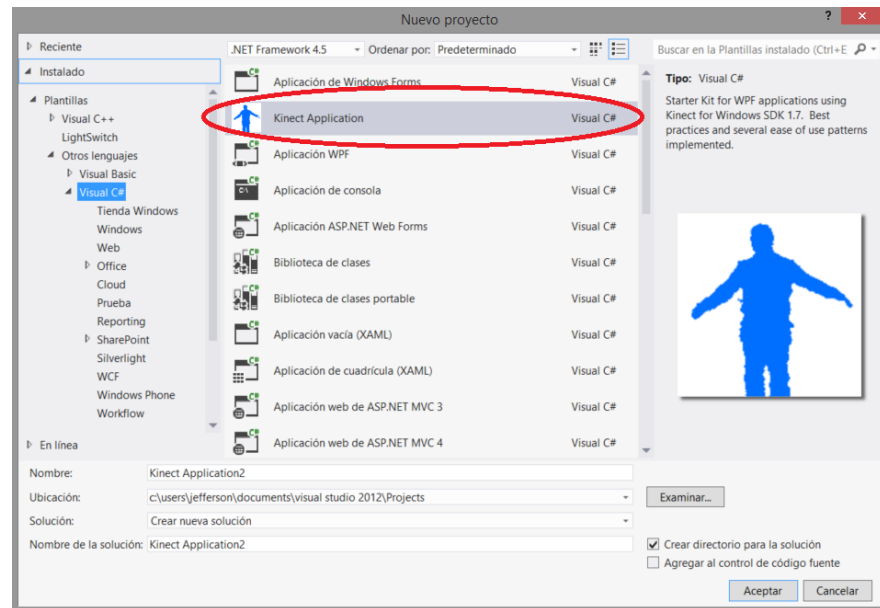 Nuevo proyecto
? ×
Reciente
.NET Framework 4.5 Ordenar por: Predeterminado
Buscar en la Plantillas instalado (Ctrl+E
Instalado
Plantillas
Visual C++
LightSwitch
Otros lenguajes
Visual Basic
Visual C#
Tienda Windows
Windows
Web
Office
Cloud
Prueba
Reporting
SharePoint
Silverlight
WCF
Windows Phone
Workflow
En línea
Aplicación de Windows Forms Visual C#
Kinect Application Visual C#
Aplicación WPF Visual C#
Aplicación de consola Visual C#
Aplicación ASP.NET Web Forms Visual C#
Biblioteca de clases Visual C#
Biblioteca de clases portable Visual C#
Aplicación vacía (XAML) Visual C#
Aplicación de cuadrícula (XAML) Visual C#
Aplicación web de ASP.NET MVC 3 Visual C#
Aplicación web de ASP.NET MVC 4 Visual C#
Tipo: Visual C#
Starter Kit for WPF applications using
Kinect for Windows SDK 1.7. Best
practices and several ease of use patterns
implemented.
Nombre: Kinect Application2
Ubicación: c:\users\jefferson\documents\visual studio 2012\Projects Examinar...
Solución: Crear nueva solución
Nombre de la solución: Kinect Application2
Crear directorio para la solución
Agregar al control de código fuente
Aceptar Cancelar